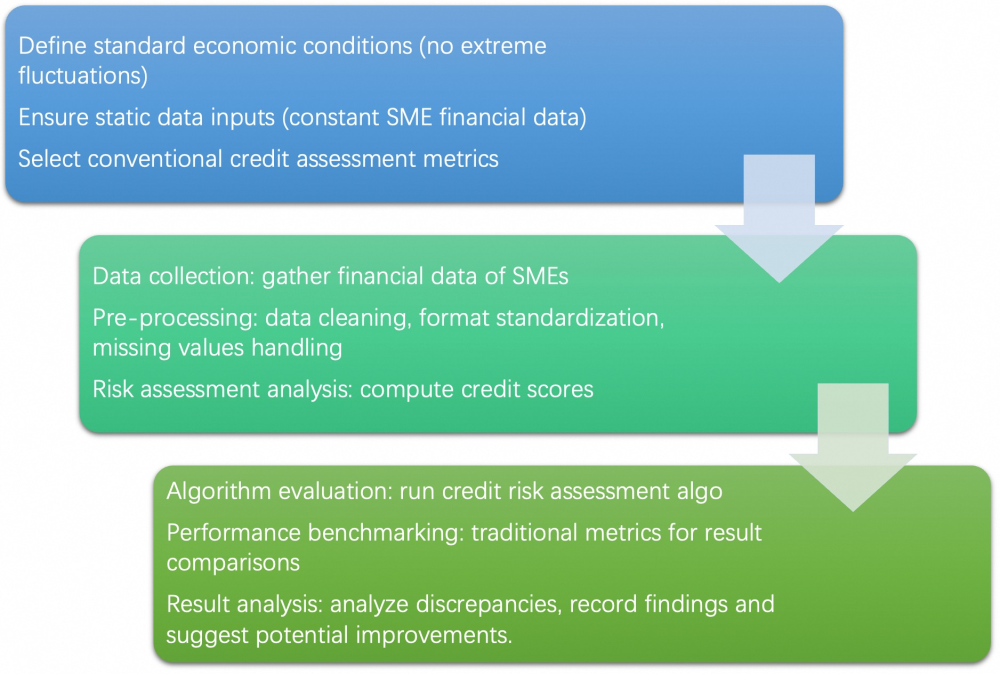 Define standard economic conditions (no extreme
fluctuations)
Ensure static data inputs (constant SME financial data)
Select conventional credit assessment metrics
Data collection: gather financial data of SMEs
Pre-processing: data cleaning, format standardization,
missing values handling
Risk assessment analysis: compute credit scores
Algorithm evaluation: run credit risk assessment algo
Performance benchmarking: traditional metrics for result
comparisons
Result analysis: analyze discrepancies, record findings and
suggest potential improvements.